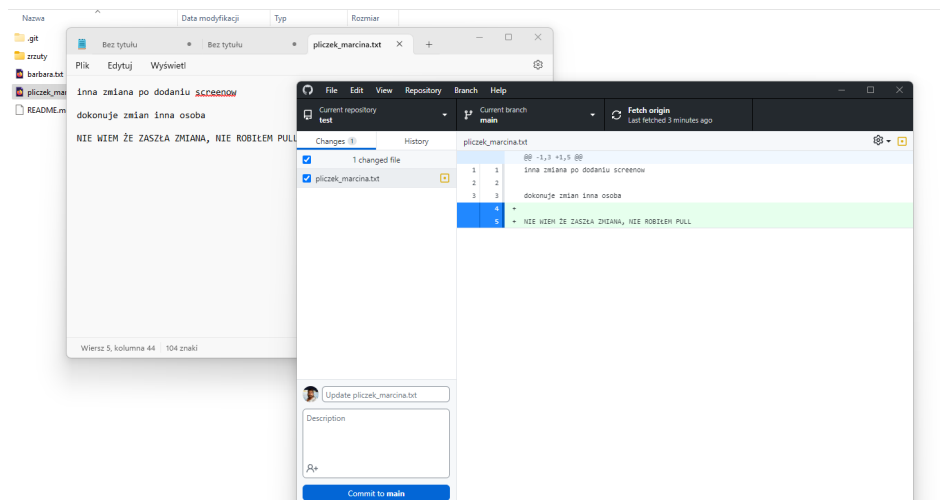 Nazwa Data modyfikacji Typ Rozmiar
.git
zrzuty
barbara.txt
pliczek_mar
README.m
Bez tytułu Bez tytułu pliczek_marcina.txt
Plik Edytuj Wyświetl
inna zmiana po dodaniu screenow
dokonuje zmian inna osoba
NIE WIEM ŻE ZASZŁA ZMIANA, NIE ROBIŁEM PULL
Wiersz 5, kolumna 44 104 znaki
File Edit View Repository Branch Help
Current repository
test
Current branch
main
Fetch origin
Last fetched 3 minutes ago
Changes 1 History
1 changed file
pliczek_marcina.txt
pliczek_marcina.txt
@@ -1,3 +1,5 @@
1 1 inna zmiana po dodaniu screenow
2 2
3 3 dokonuje zmian inna osoba
4 +
5 + NIE WIEM ŻE ZASZŁA ZMIANA, NIE ROBIŁEM PULL
Update pliczek_marcina.txt
Description
Commit to main